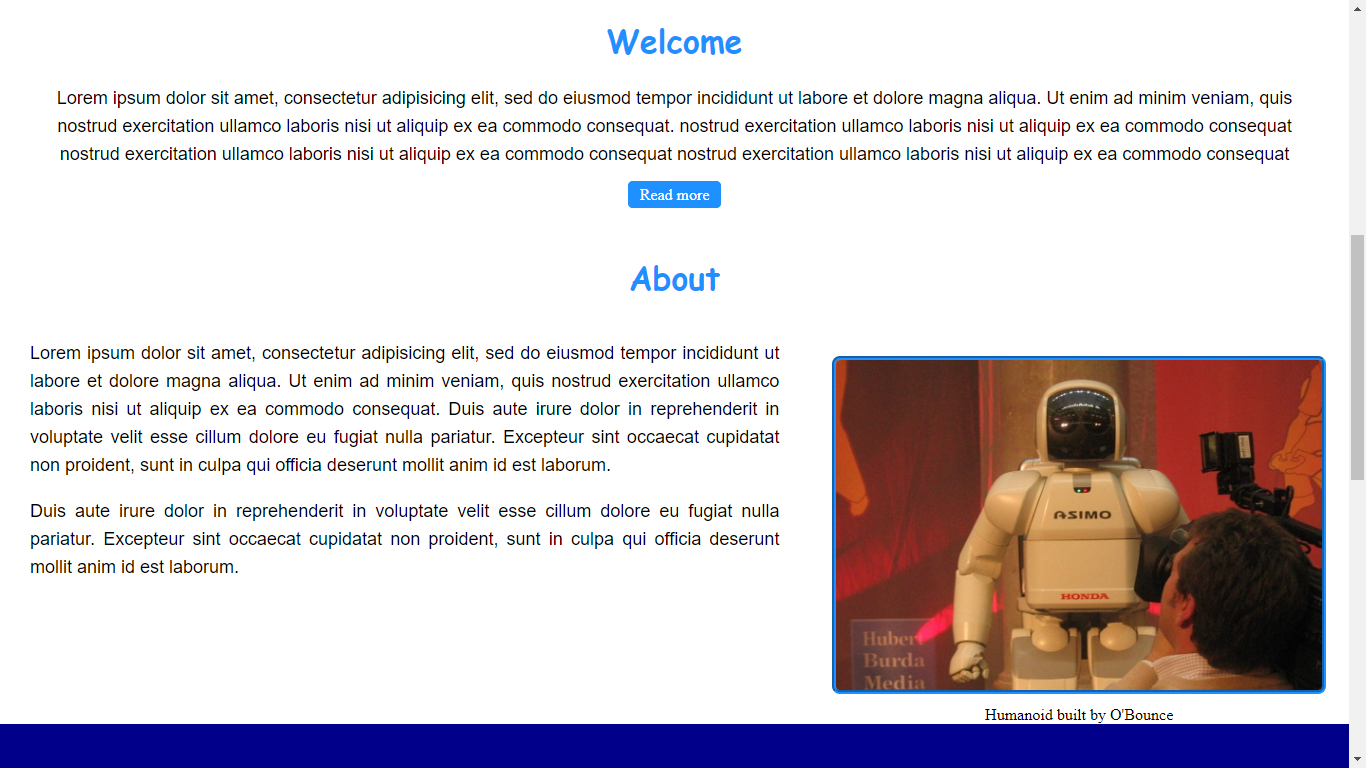 Welcome
Lorem ipsum dolor sit amet, consectetur adipisicing elit, sed do eiusmod tempor incididunt ut labore et dolore magna aliqua. Ut enim ad minim veniam, quis
nostrud exercitation ullamco laboris nisi ut aliquip ex ea commodo consequat. nostrud exercitation ullamco laboris nisi ut aliquip ex ea commodo consequat
nostrud exercitation ullamco laboris nisi ut aliquip ex ea commodo consequat nostrud exercitation ullamco laboris nisi ut aliquip ex ea commodo consequat
Read more
About
Lorem ipsum dolor sit amet, consectetur adipisicing elit, sed do eiusmod tempor incididunt ut
labore et dolore magna aliqua. Ut enim ad minim veniam, quis nostrud exercitation ullamco
laboris nisi ut aliquip ex ea commodo consequat. Duis aute irure dolor in reprehenderit in
voluptate velit esse cillum dolore eu fugiat nulla pariatur. Excepteur sint occaecat cupidatat
non proident, sunt in culpa qui officia deserunt mollit anim id est laborum.
Duis aute irure dolor in reprehenderit in voluptate velit esse cillum dolore eu fugiat nulla
pariatur. Excepteur sint occaecat cupidatat non proident, sunt in culpa qui officia deserunt
mollit anim id est laborum.
ASIMO
HONDA
Hubert
Burda
Media
Humanoid built by O'Bounce